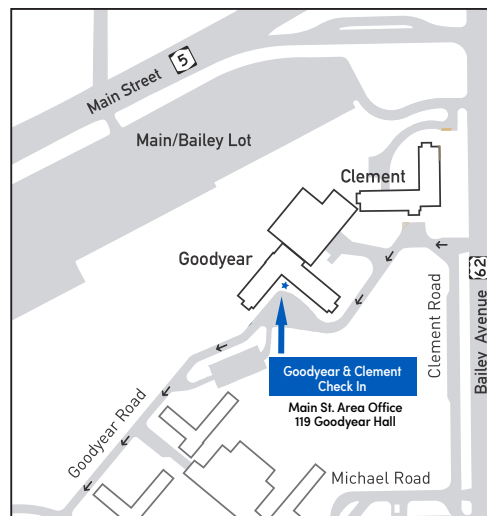 Main Street
5
Main/Bailey Lot
Clement
Goodyear
62
Bailey Avenue
Clement Road
Goodyear & Clement
Check In
Main St. Area Office
119 Goodyear Hall
Goodyear Road
Michael Road